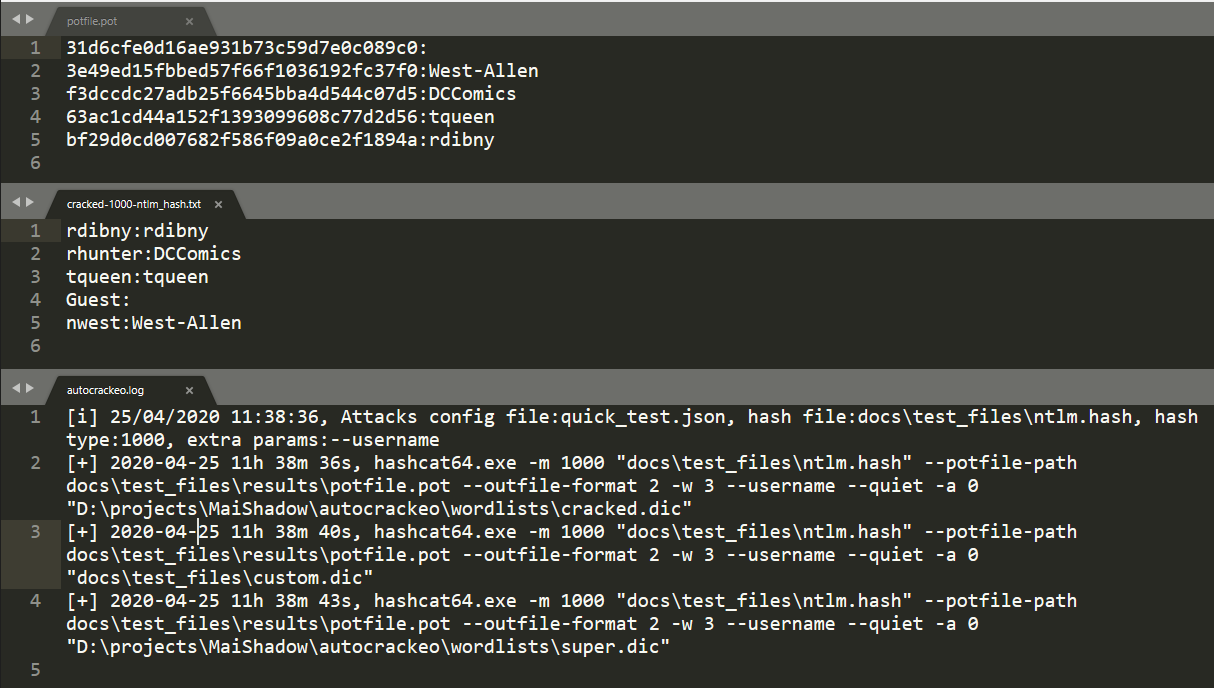 potfile.pot
1 31d6cfe0d16ae931b73c59d7e0c089c0:
2 3e49ed15fbbed57f66f1036192fc37f0:West-Allen
3 f3dccdc27adb25f6645bba4d544c07d5:DCComics
4 63ac1cd44a152f1393099608c77d2d56:tqueen
5 bf29d0cd007682f586f09a0ce2f1894a:rdibny
6
cracked-1000-ntlm_hash.txt
1 rdibny:rdibny
2 rhunter:DCComics
3 tqueen:tqueen
4 Guest:
5 nwest:West-Allen
6
autocrackeo.log
1 [i] 25/04/2020 11:38:36, Attacks config file:quick_test.json, hash file:docs\test_files\ntlm.hash, hash
type:1000, extra params:--username
2 [+] 2020-04-25 11h 38m 36s, hashcat64.exe -m 1000 "docs\test_files\ntlm.hash" --potfile-path
docs\test_files\results\potfile.pot --outfile-format 2 -w 3 --username --quiet -a 0
"D:\projects\MaiShadow\autocrackeo\wordlists\cracked.dic"
3 [+] 2020-04-25 11h 38m 40s, hashcat64.exe -m 1000 "docs\test_files\ntlm.hash" --potfile-path
docs\test_files\results\potfile.pot --outfile-format 2 -w 3 --username --quiet -a 0
"docs\test_files\custom.dic"
4 [+] 2020-04-25 11h 38m 43s, hashcat64.exe -m 1000 "docs\test_files\ntlm.hash" --potfile-path
docs\test_files\results\potfile.pot --outfile-format 2 -w 3 --username --quiet -a 0
"D:\projects\MaiShadow\autocrackeo\wordlists\super.dic"
5